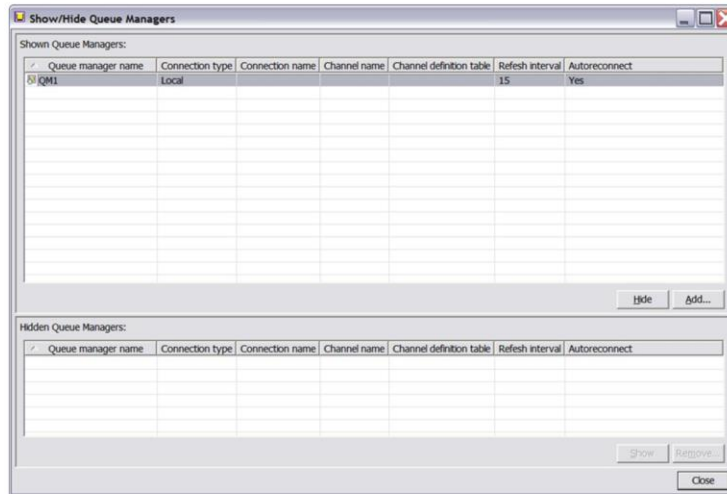 Show/Hide Queue Managers
Shown Queue Managers:
Queue manager name Connection type Connection name Channel name Channel definition table Refesh interval Autoreconnect
QM1 Local 15 Yes
Hide Add...
Hidden Queue Managers:
Queue manager name Connection type Connection name Channel name Channel definition table Refesh interval Autoreconnect
Show Remove...
Close